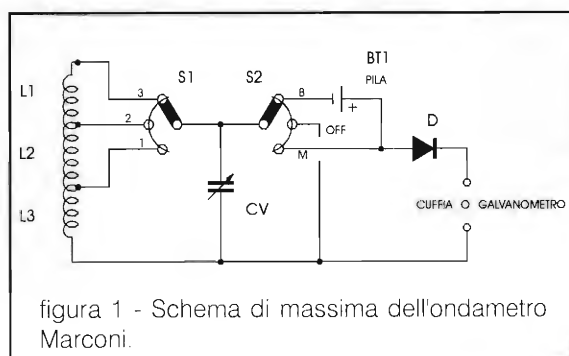 BT1
S1
S2
PILA
L1
3
B
+
D
2
OFF
L2
1
M
CV
L3
CUFFIA O GALVANOMETRO
figura 1 - Schema di massima dell'ondametro
Marconi.